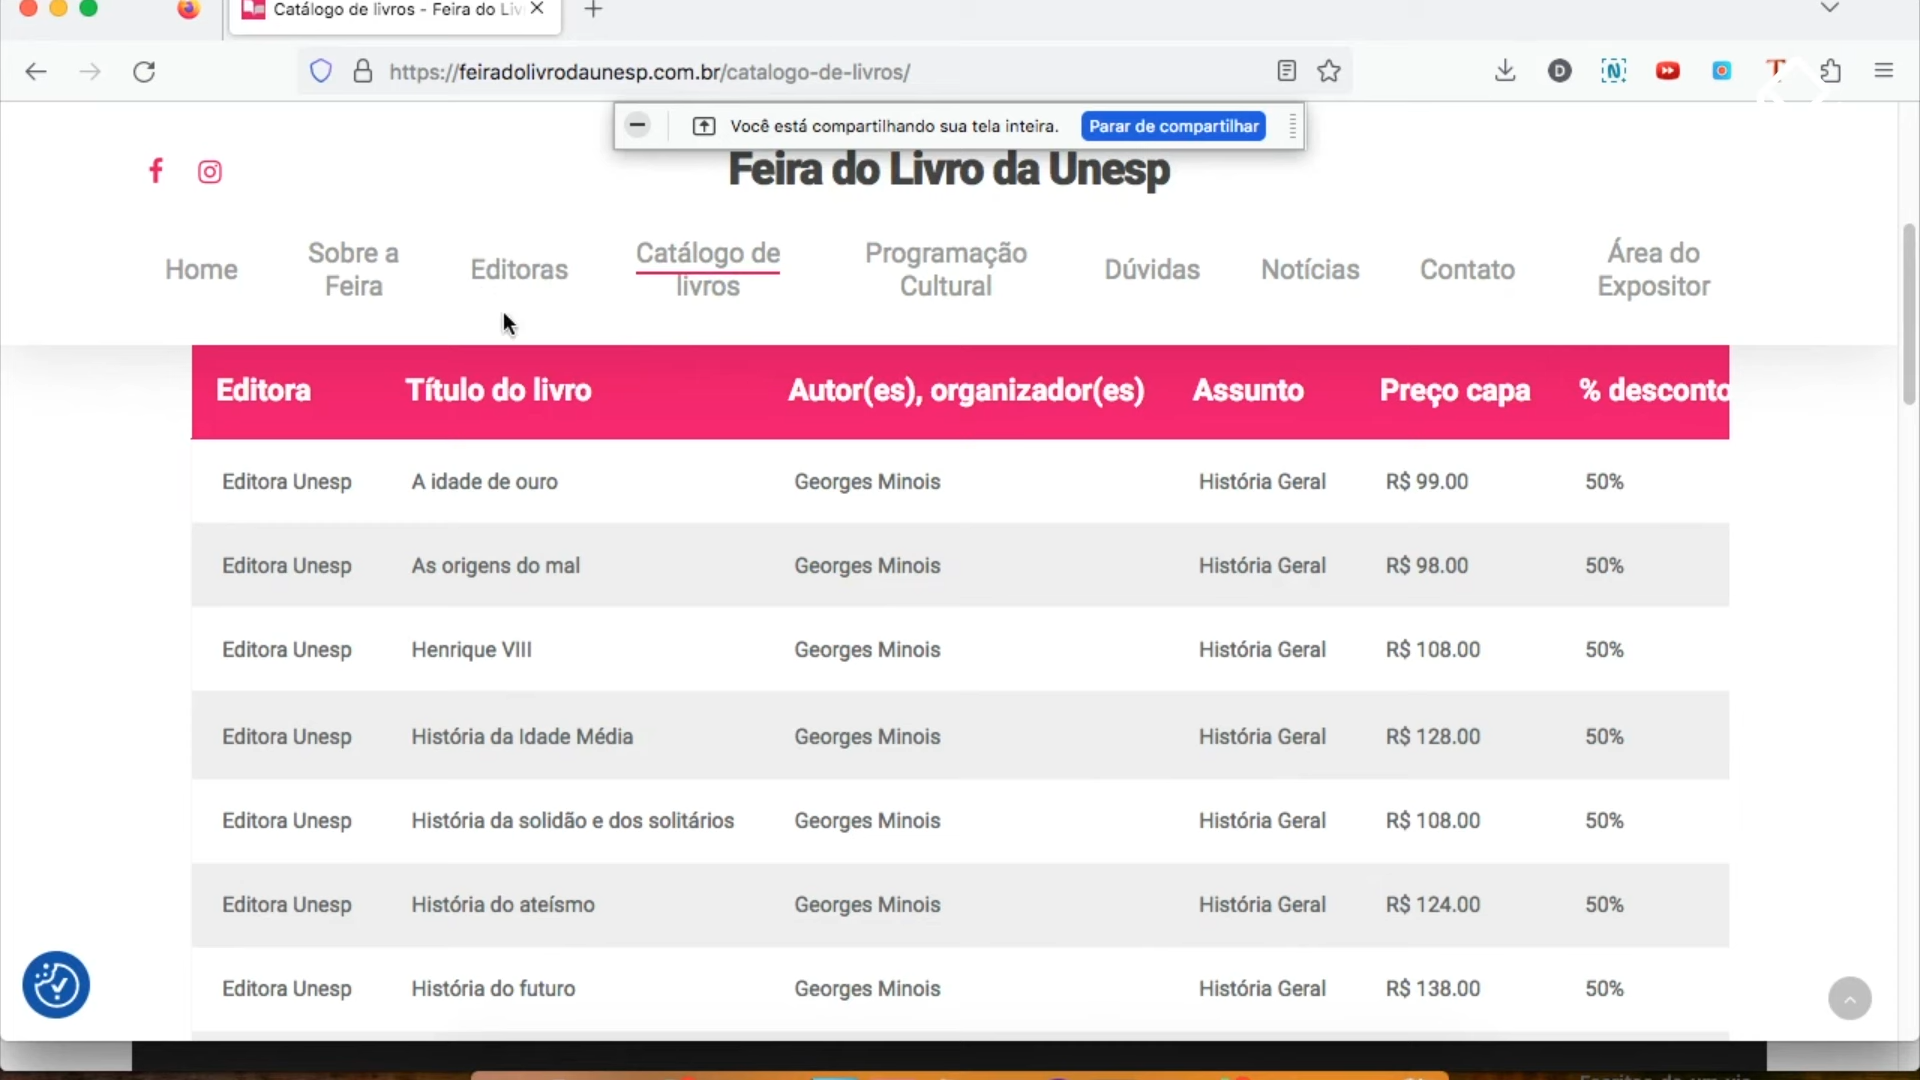 Catálogo de livros - Feira do Liv
https://feiradolivrodaunesp.com.br/catalogo-de-livros/
Você está compartilhando sua tela inteira. Parar de compartilhar
Feira do Livro da Unesp
Home
Sobre a
Feira
Editoras
Catálogo de
livros
Programação
Cultural
Dúvidas
Notícias
Contato
Área do
Expositor
Editora Título do livro Autor(es), organizador(es) Assunto Preço capa % desconto
Editora Unesp A idade de ouro Georges Minois História Geral R$ 99.00 50%
Editora Unesp As origens do mal Georges Minois História Geral R$ 98.00 50%
Editora Unesp Henrique VIII Georges Minois História Geral R$ 108.00 50%
Editora Unesp História da Idade Média Georges Minois História Geral R$ 128.00 50%
Editora Unesp História da solidão e dos solitários Georges Minois História Geral R$ 108.00 50%
Editora Unesp História do ateísmo Georges Minois História Geral R$ 124.00 50%
Editora Unesp História do futuro Georges Minois História Geral R$ 138.00 50%